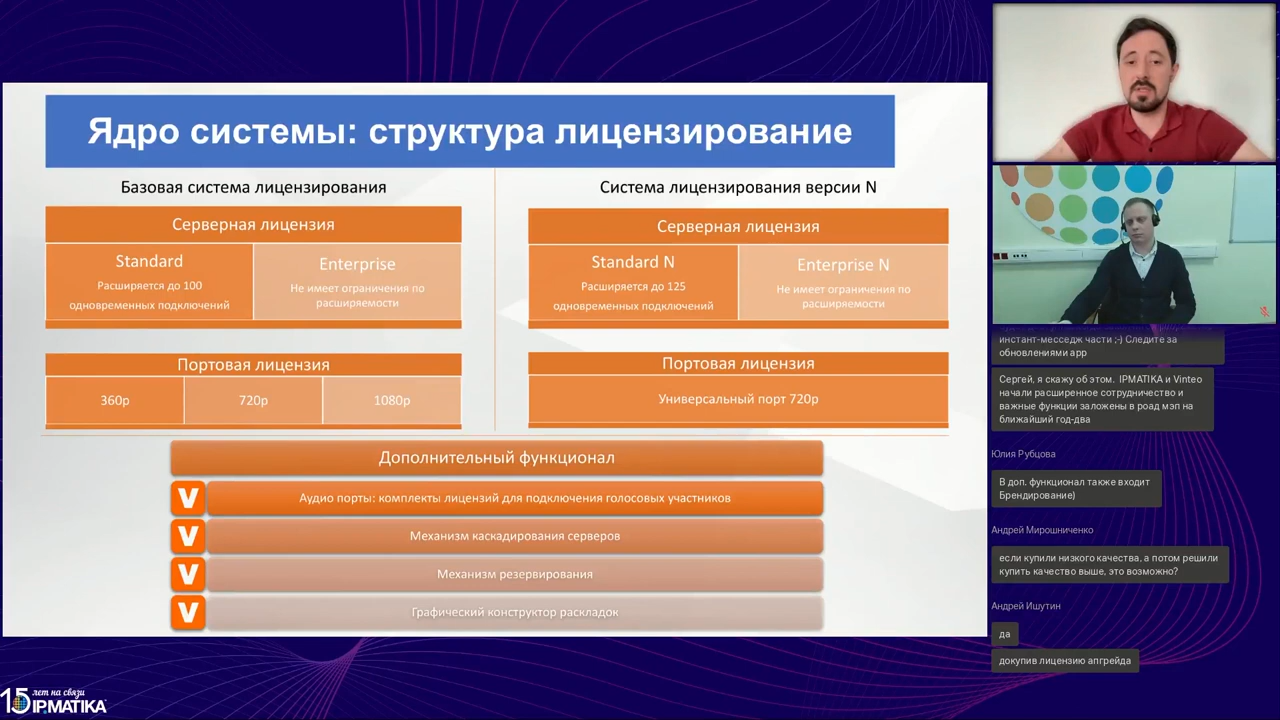 Ядро системы: структура лицензирование
Базовая система лицензирования
Серверная лицензия
Standard
Расширяется до 100
одновременных подключений
Enterprise
Не имеет ограничения по
расширяемости
Портовая лицензия
360p
720p
1080p
Система лицензирования версии N
Серверная лицензия
Standard N
Расширяется до 125
одновременных подключений
Enterprise N
Не имеет ограничения по
расширяемости
Портовая лицензия
Универсальный порт 720p
Дополнительный функционал
V Аудио порты: комплекты лицензий для подключения голосовых участников
V Механизм каскадирования серверов
V Механизм резервирования
V Графический конструктор раскладок
15 лет на связи
IPMATIKA
инстант-месседж части ;-) Следите за
обновлениями app
Сергей, я скажу об этом. IPMATIKA и Vinteo
начали расширенное сотрудничество и
важные функции заложены в роад мэп на
ближайший год-два
Юлия Рубцова
В доп. функционал также входит
Брендирование)
Андрей Мирошниченко
если купили низкого качества, а потом решили
купить качество выше, это возможно?
Андрей Ишутин
да
докупив лицензию апгрейда